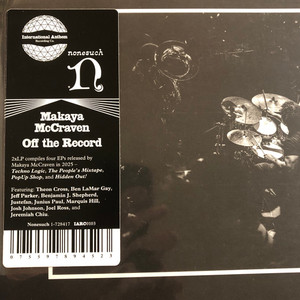 International Anthem
Recording Co.
nonesuch
Makaya
McCraven
Off the Record
2xLP compiles four EPs released by
Makaya McCraven in 2025 –
Techno Logic, The People's Mixtape,
PopUp Shop, and Hidden Out!
Featuring: Theon Cross, Ben LaMar Gay,
Jeff Parker, Benjamin J. Shepherd,
Justefan, Junius Paul, Marquis Hill,
Josh Johnson, Joel Ross, and
Jeremiah Chiu.
Nonesuch 1-728417